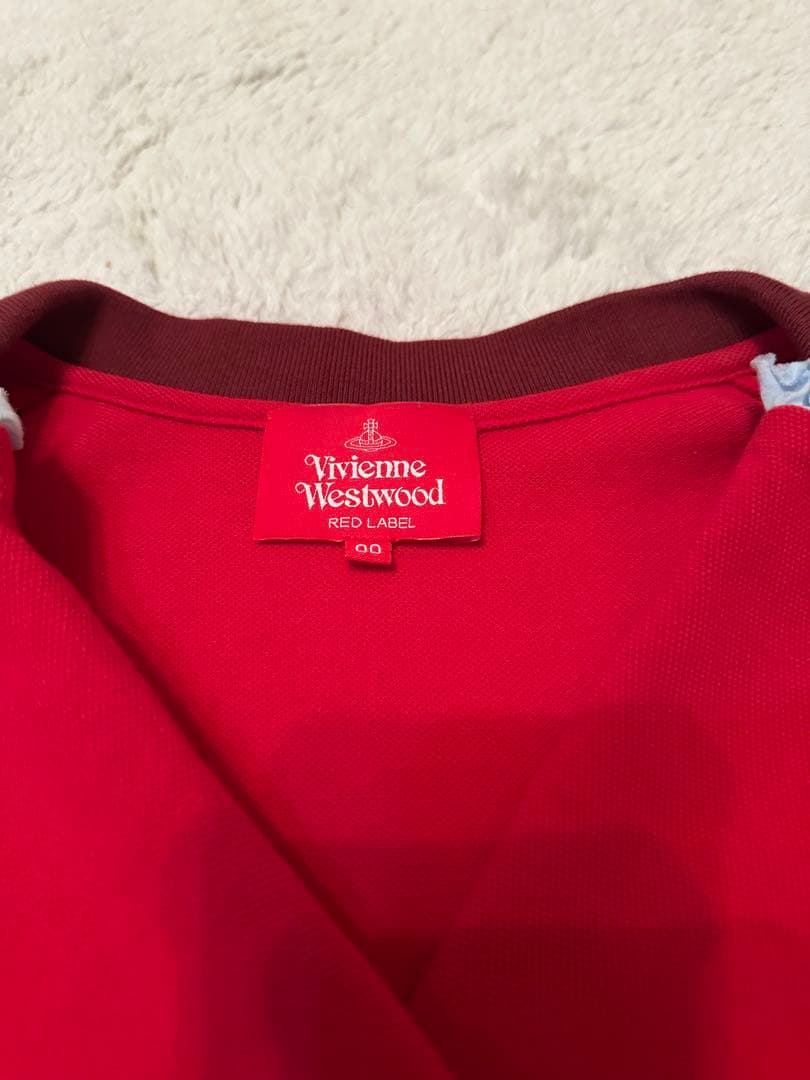 Vivienne
Westwood
RED LABEL
00